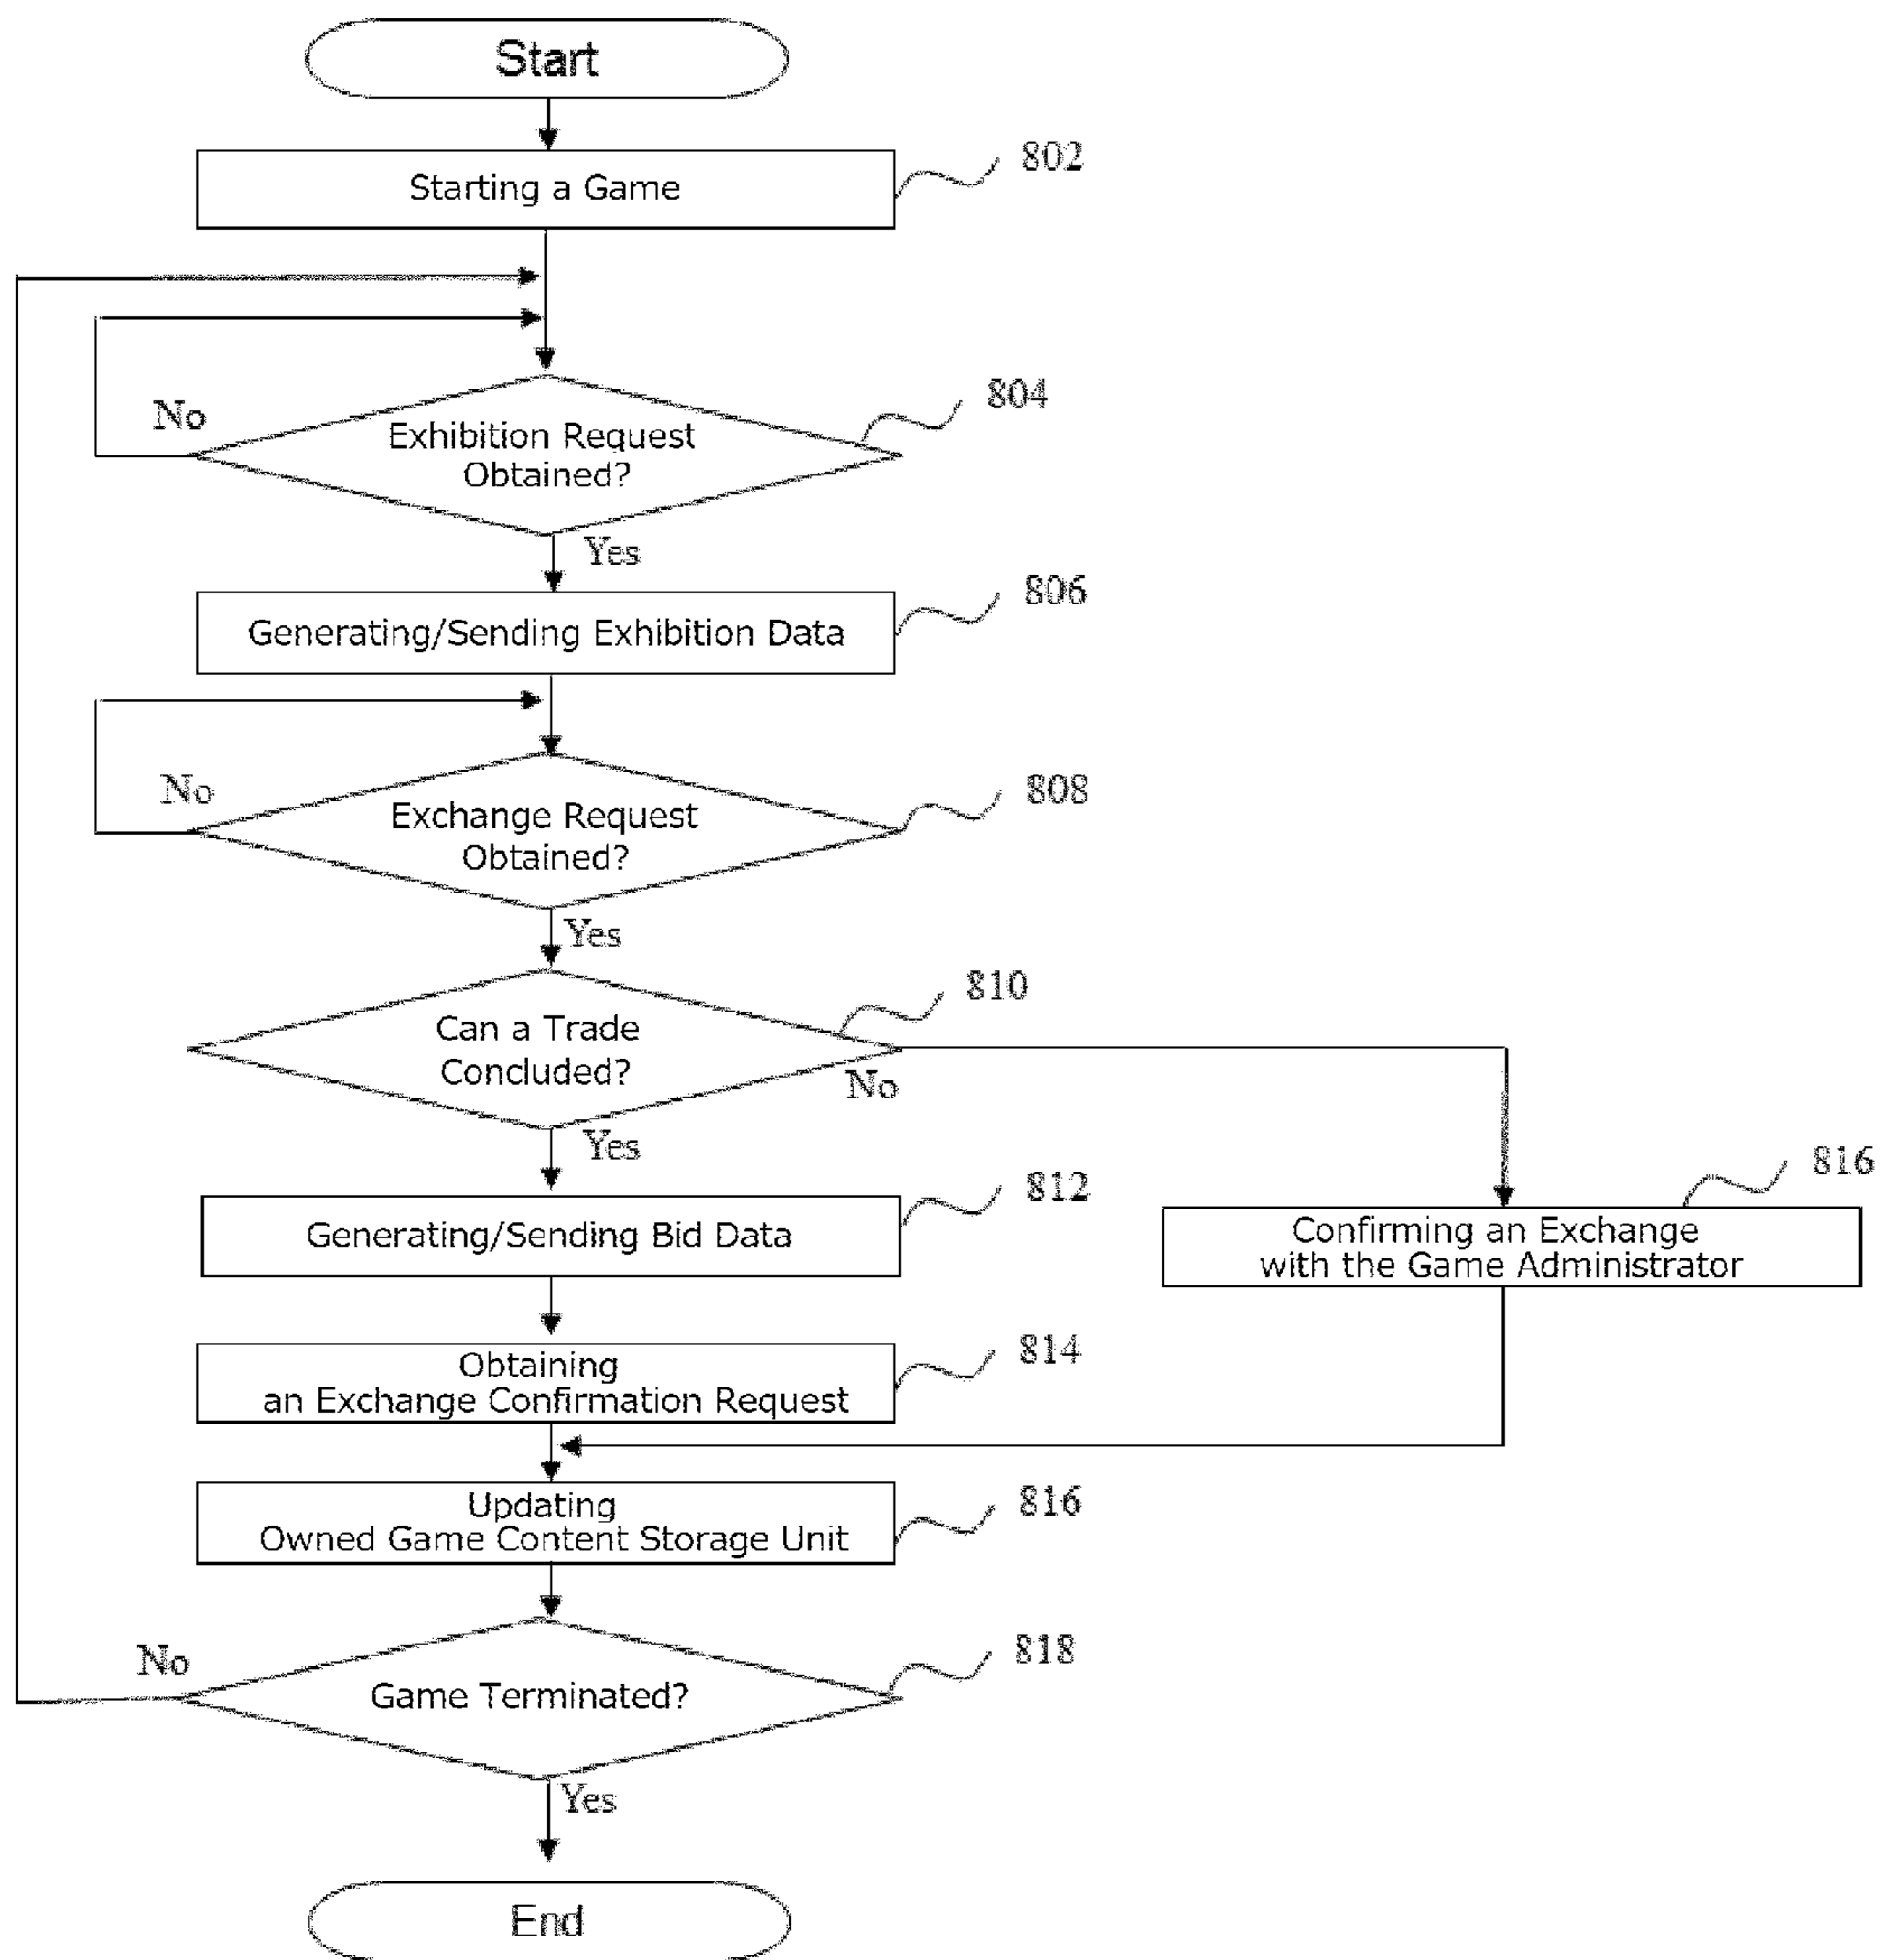 Start
802
Starting a Game
804
No
Exhibition Request
Obtained?
Yes
806
Generating/Sending Exhibition Data
808
No
Exchange Request
Obtained?
Yes
810
Can a Trade
Concluded?
No
Yes
812
Generating/Sending Bid Data
816
Confirming an Exchange
with the Game Administrator
814
Obtaining
an Exchange Confirmation Request
816
Updating
Owned Game Content Storage Unit
818
No
Game Terminated?
Yes
End